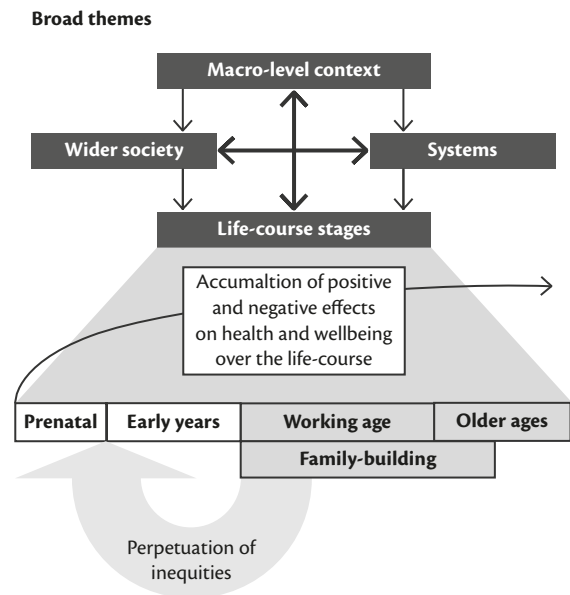 Broad themes
Macro-level context
Wider society
Systems
Life-course stages
Accumaltion of positive
and negative effects
on health and wellbeing
over the life-course
Prenatal
Early years
Working age
Older ages
Family-building
Perpetuation of
inequities